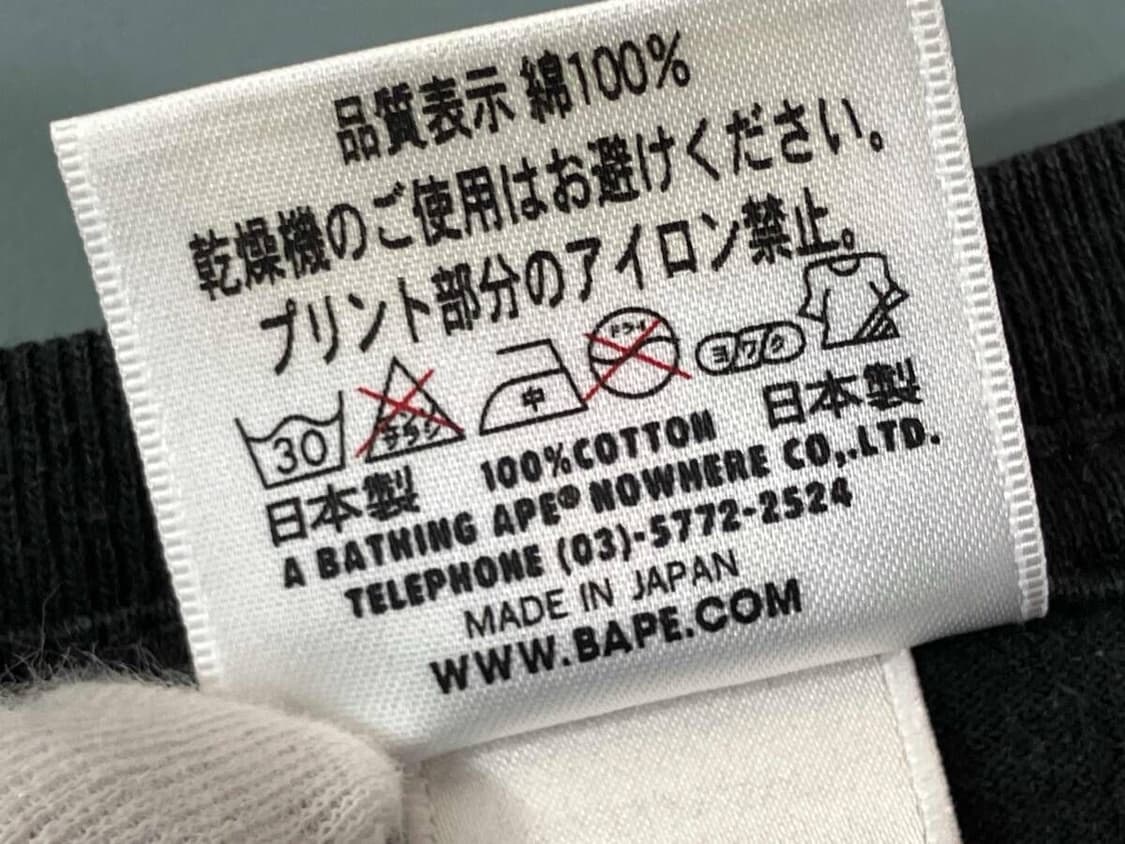 品質表示 綿100%
乾燥機のご使用はお避けください。
プリント部分のアイロン禁止。
30
中
ドライ
ヨワク
日本製
100%COTTON
日本製
A BATHING APE® NOWHERE CO,.LTD.
TELEPHONE (03)-5772-2524
MADE IN JAPAN
WWW.BAPE.COM